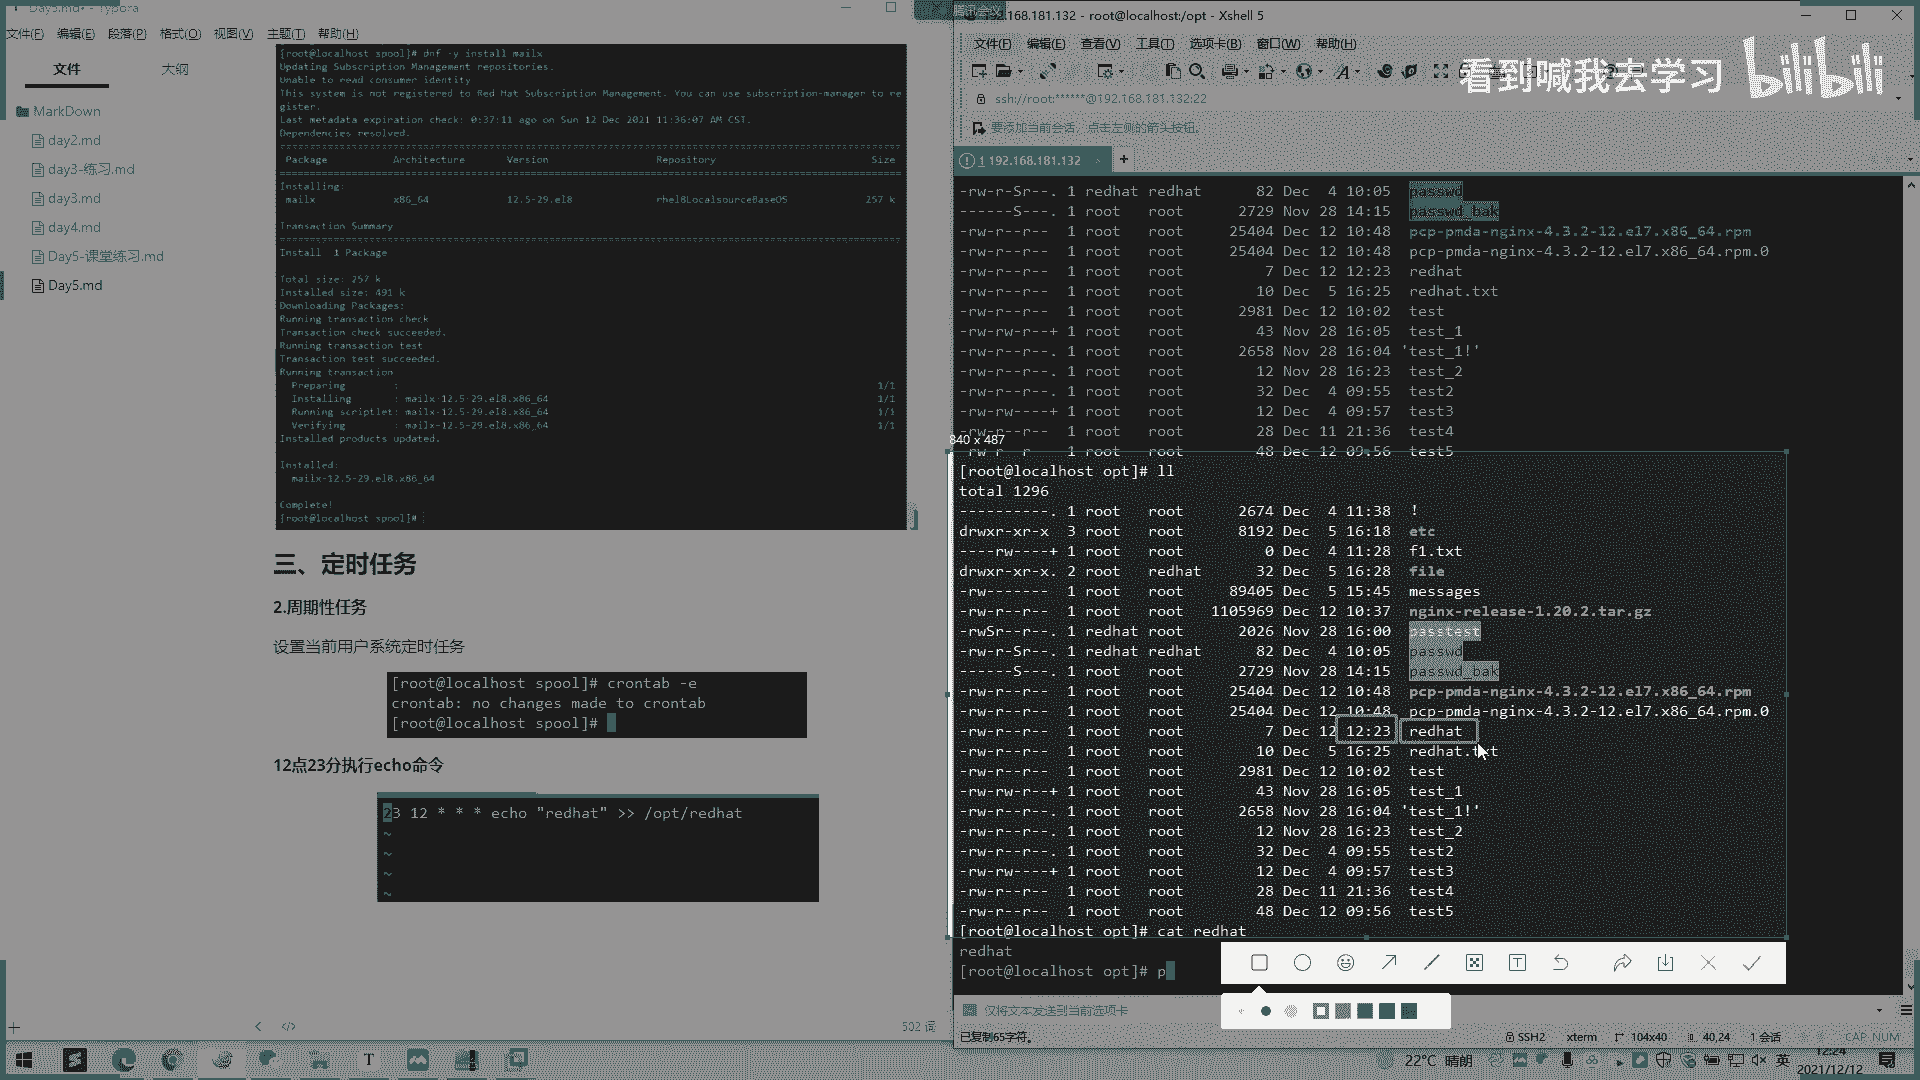 Day5.md - Typora
文件(F) 编辑(E) 段落(P) 格式(O) 视图(V) 主题(T) 帮助(H)
文件 大纲
MarkDown
day2.md
day3-练习.md
day3.md
day4.md
Day5-课堂练习.md
Day5.md
[root@localhost spool]# dnf -y install mailx
Updating Subscription Management repositories.
Unable to read consumer identity
This system is not registered to Red Hat Subscription Management. You can use subscription-manager to re
gister.
Last metadata expiration check: 0:37:11 ago on Sun 12 Dec 2021 11:36:07 AM CST.
Dependencies resolved.
Package Architecture Version Repository Size
Installing:
mailx x86_64 12.5-29.el8 rhel8LocalsourceBaseOS 257 k
Transaction Summary
Install 1 Package
Total size: 257 k
Installed size: 491 k
Downloading Packages:
Running transaction check
Transaction check succeeded.
Running transaction test
Transaction test succeeded.
Running transaction
Preparing : 1/1
Installing : mailx-12.5-29.el8.x86_64 1/1
Running scriptlet: mailx-12.5-29.el8.x86_64 1/1
Verifying : mailx-12.5-29.el8.x86_64 1/1
Installed products updated.
Installed:
mailx-12.5-29.el8.x86_64
Complete!
[root@localhost spool]#
三、定时任务
2.周期性任务
设置当前用户系统定时任务
[root@localhost spool]# crontab -e
crontab: no changes made to crontab
[root@localhost spool]#
12点23分执行echo命令
23 12 * * * echo "redhat" >> /opt/redhat
~
~
~
~
502 词
腾讯会议
192.168.181.132 - root@localhost:/opt - Xshell 5
文件(F) 编辑(E) 查看(V) 工具(T) 选项卡(B) 窗口(W) 帮助(H)
看到喊我去学习 bilibili
ssh://root:******@192.168.181.132:22
要添加当前会话，点击左侧的箭头按钮。
1 192.168.181.132 × +
-rw-r-Sr--. 1 redhat redhat 82 Dec 4 10:05 passwd
------S---. 1 root root 2729 Nov 28 14:15 passwd_bak
-rw-r--r-- 1 root root 25404 Dec 12 10:48 pcp-pmda-nginx-4.3.2-12.el7.x86_64.rpm
-rw-r--r-- 1 root root 25404 Dec 12 10:48 pcp-pmda-nginx-4.3.2-12.el7.x86_64.rpm.0
-rw-r--r-- 1 root root 7 Dec 12 12:23 redhat
-rw-r--r-- 1 root root 10 Dec 5 16:25 redhat.txt
-rw-r--r-- 1 root root 2981 Dec 12 10:02 test
-rw-rw-r--+ 1 root root 43 Nov 28 16:05 test_1
-rw-r--r--. 1 root root 2658 Nov 28 16:04 'test_1!'
-rw-r--r--. 1 root root 12 Nov 28 16:23 test_2
-rw-r--r--. 1 root root 32 Dec 4 09:55 test2
-rw-rw----+ 1 root root 12 Dec 4 09:57 test3
-rw-r--r-- 1 root root 28 Dec 11 21:36 test4
-rw-r--r-- 1 root root 48 Dec 12 09:56 test5
840 x 487
[root@localhost opt]# ll
total 1296
----------. 1 root root 2674 Dec 4 11:38 !
drwxr-xr-x 3 root root 8192 Dec 5 16:18 etc
----rw----+ 1 root root 0 Dec 4 11:28 f1.txt
drwxr-xr-x. 2 root redhat 32 Dec 5 16:28 file
-rw------- 1 root root 89405 Dec 5 15:45 messages
-rw-r--r-- 1 root root 1105969 Dec 12 10:37 nginx-release-1.20.2.tar.gz
-rwSr--r--. 1 redhat root 2026 Nov 28 16:00 passtest
-rw-r-Sr--. 1 redhat redhat 82 Dec 4 10:05 passwd
------S---. 1 root root 2729 Nov 28 14:15 passwd_bak
-rw-r--r-- 1 root root 25404 Dec 12 10:48 pcp-pmda-nginx-4.3.2-12.el7.x86_64.rpm
-rw-r--r-- 1 root root 25404 Dec 12 10:48 pcp-pmda-nginx-4.3.2-12.el7.x86_64.rpm.0
-rw-r--r-- 1 root root 7 Dec 12 12:23 redhat
-rw-r--r-- 1 root root 10 Dec 5 16:25 redhat.txt
-rw-r--r-- 1 root root 2981 Dec 12 10:02 test
-rw-rw-r--+ 1 root root 43 Nov 28 16:05 test_1
-rw-r--r--. 1 root root 2658 Nov 28 16:04 'test_1!'
-rw-r--r--. 1 root root 12 Nov 28 16:23 test_2
-rw-r--r--. 1 root root 32 Dec 4 09:55 test2
-rw-rw----+ 1 root root 12 Dec 4 09:57 test3
-rw-r--r-- 1 root root 28 Dec 11 21:36 test4
-rw-r--r-- 1 root root 48 Dec 12 09:56 test5
[root@localhost opt]# cat redhat
redhat
[root@localhost opt]# p
仅将文本发送到当前选项卡
已复制65字符。 SSH2 xterm 104x40 40,24 1 会话 CAP NUM
22°C 晴朗 英 12:24
2021/12/12